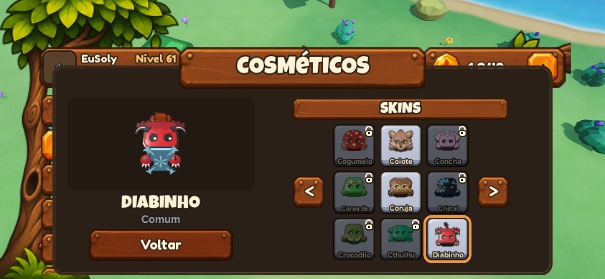 EuSoly Nível 61
COSMÉTICOS
SKINS
Cogumelo Coiote Concha
Coruja Cristal
Crocodilo Cthulhu Diabinho
< >
DIABINHO
Comum
Voltar